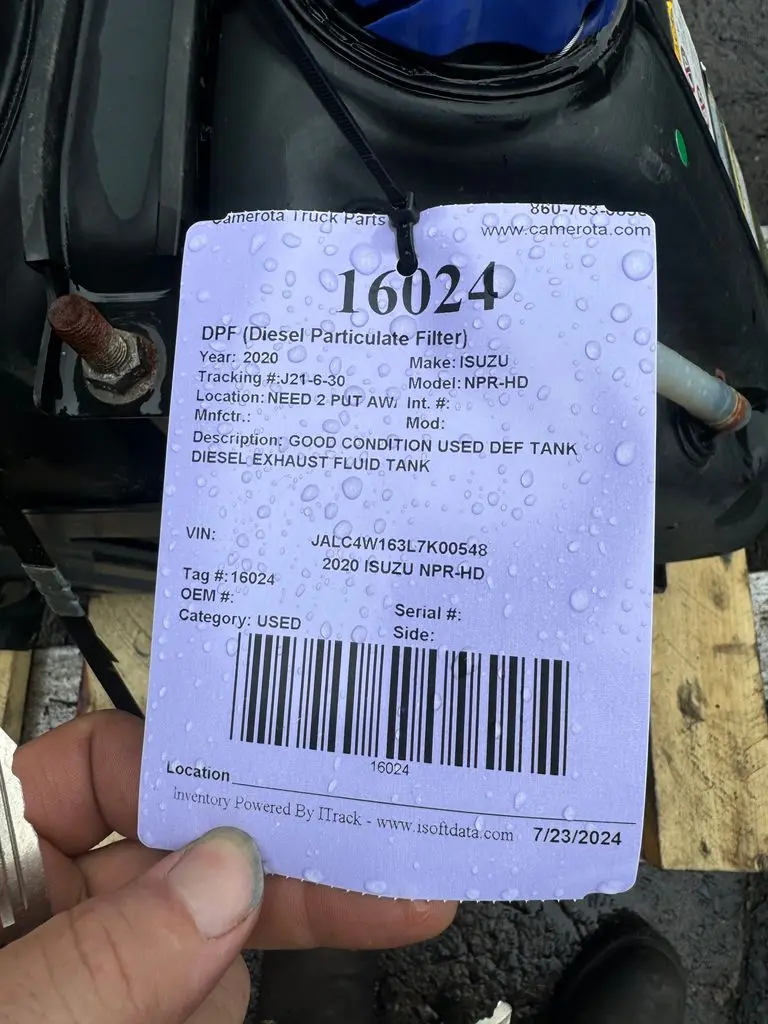 Camerota Truck Parts
860-763-0896
www.camerota.com
16024
DPF (Diesel Particulate Filter)
Year: 2020 Make: ISUZU
Tracking #:J21-6-30 Model: NPR-HD
Location: NEED 2 PUT AW Int. #:
Mnfctr.: Mod:
Description: GOOD CONDITION USED DEF TANK
DIESEL EXHAUST FLUID TANK
VIN: JALC4W163L7K00548
2020 ISUZU NPR-HD
Tag #: 16024
OEM #: Serial #:
Category: USED Side:
16024
Location
Inventory Powered By ITrack - www.isoftdata.com 7/23/2024